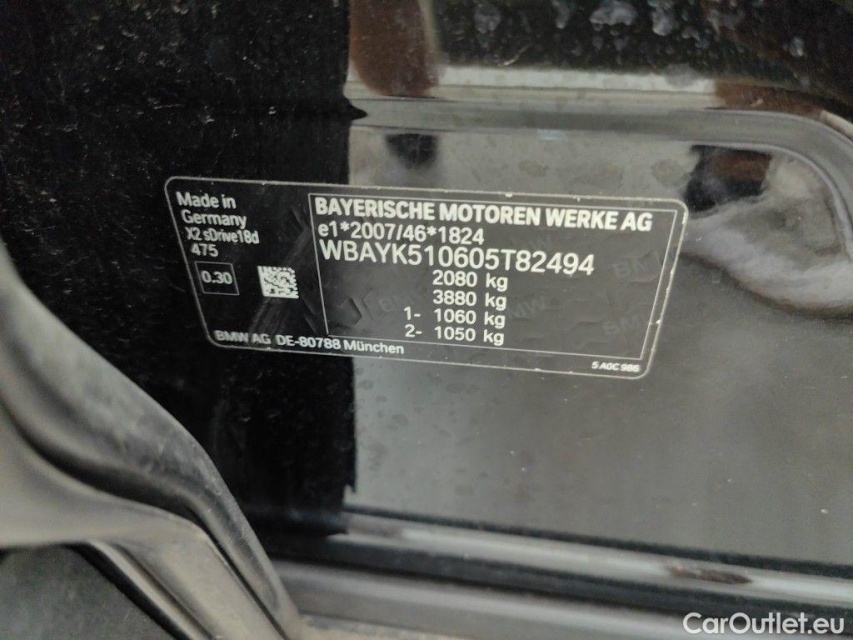 Made in
Germany
X2 sDrive18d
475
0.30
BAYERISCHE MOTOREN WERKE AG
e1*2007/46*1824
WBAYK510605T82494
2080 kg
3880 kg
1- 1060 kg
2- 1050 kg
BMW AG DE-80788 München
5 A0C 986
CarOutlet.eu